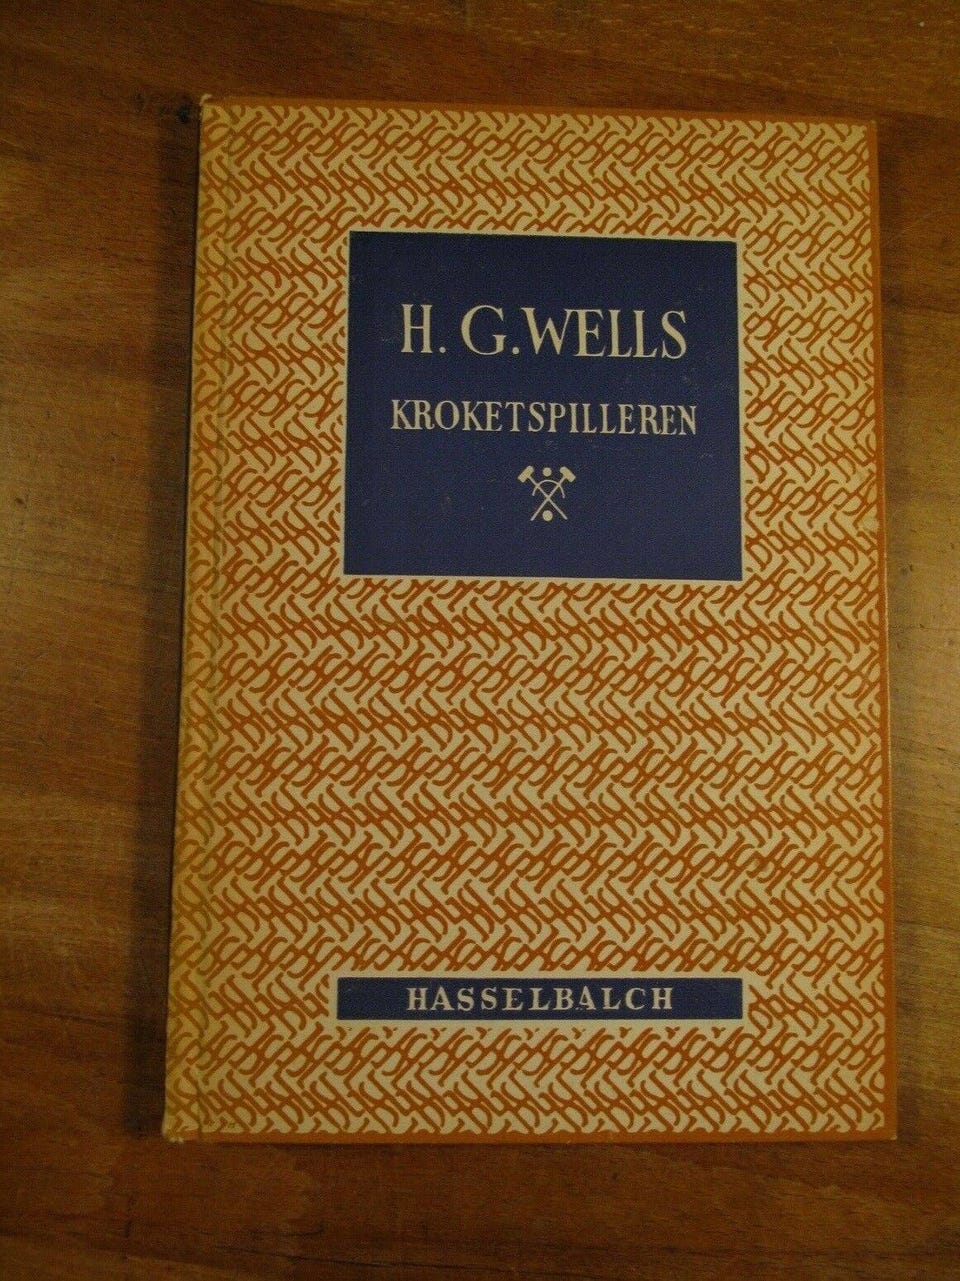 H. G. WELLS
KROKETSPILLEREN
HASSELBALCH